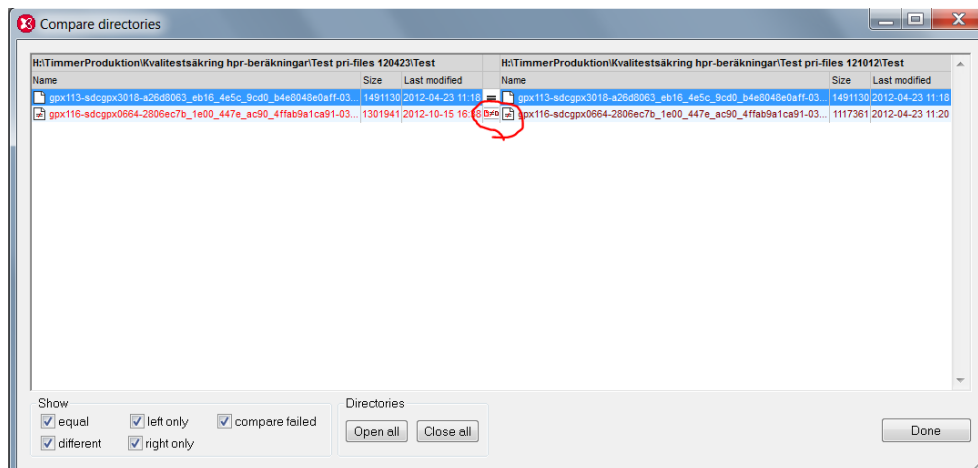 Compare directories
H:\TimmerProduktion\Kvalitetssäkring hpr-beräkningar\Test pri-files 120423\Test H:\TimmerProduktion\Kvalitetssäkring hpr-beräkningar\Test pri-files 121012\Test
Name Size Last modified Name Size Last modified
gpx113-sdcgpx3018-a26d8063_eb16_4e5c_9cd0_b4e8048e0aff-03... 1491130 2012-04-23 11:18 = gpx113-sdcgpx3018-a26d8063_eb16_4e5c_9cd0_b4e8048e0aff-03... 1491130 2012-04-23 11:18
gpx116-sdcgpx0664-2806ec7b_1e00_447e_ac90_4ffab9a1ca91-03... 1301941 2012-10-15 gpx116-sdcgpx0664-2806ec7b_1e00_447e_ac90_4ffab9a1ca91-03... 1117361 2012-04-23 11:20
Show
equal left only compare failed
different right only
Directories
Open all Close all
Done